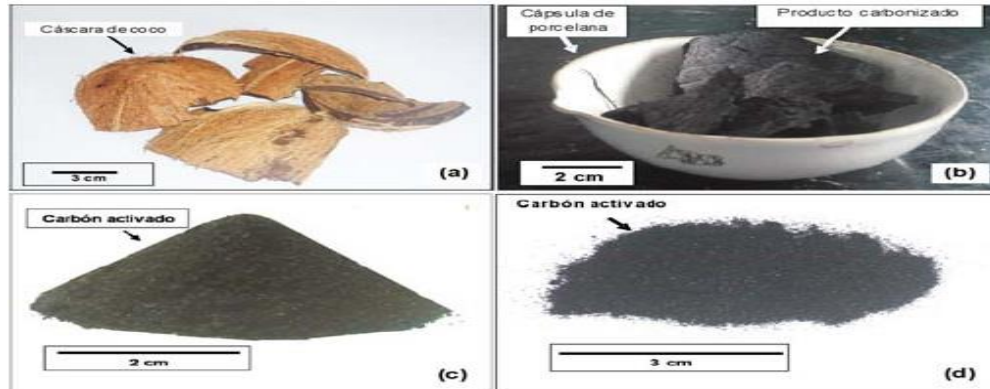 Cáscara de coco
3 cm
(a)
Cápsula de
porcelana
Producto carbonizado
2 cm
(b)
Carbón activado
2 cm
(c)
Carbón activado
3 cm
(d)